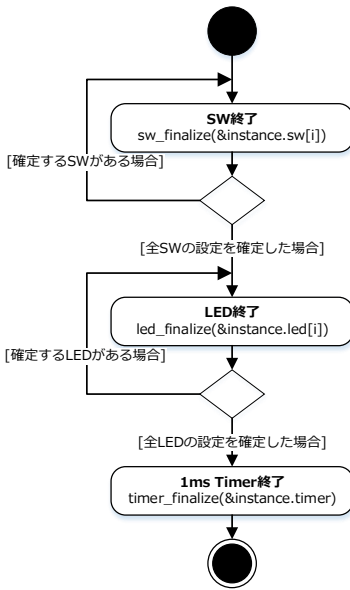 SW終了
sw_finalize(&instance.sw[i])
[確定するSWがある場合]
[全SWの設定を確定した場合]
LED終了
led_finalize(&instance.led[i])
[確定するLEDがある場合]
[全LEDの設定を確定した場合]
1ms Timer終了
timer_finalize(&instance.timer)